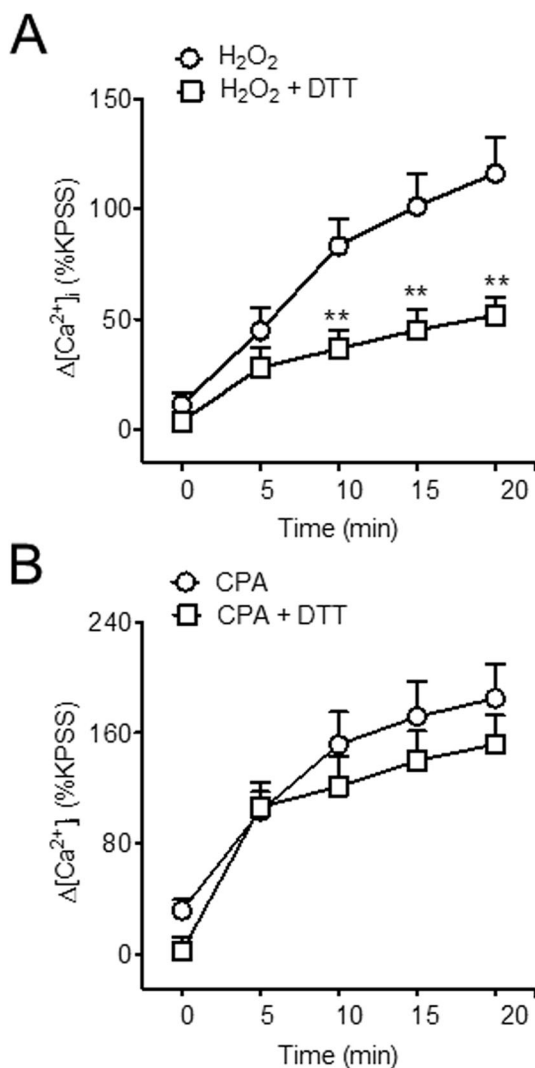 A
H₂O₂
H₂O₂ + DTT
150
100
50
0
Δ[Ca²⁺]i (%KPSS)
** ** **
0 5 10 15 20
Time (min)
B
CPA
CPA + DTT
240
160
80
0
Δ[Ca²⁺]i (%KPSS)
0 5 10 15 20
Time (min)